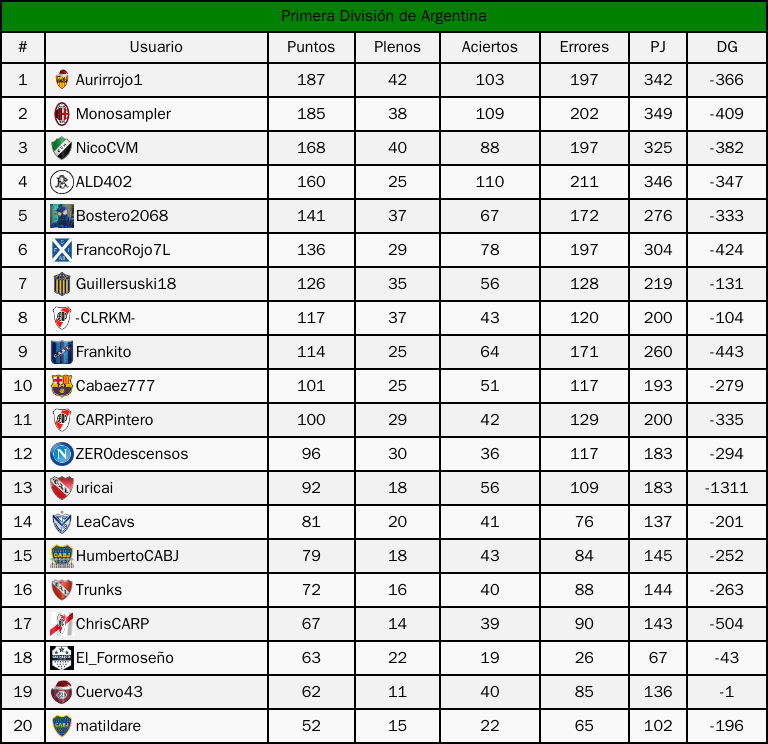 Primera División de Argentina
# Usuario Puntos Plenos Aciertos Errores PJ DG
1 Aurirrojo1 187 42 103 197 342 -366
2 Monosampler 185 38 109 202 349 -409
3 NicoCVM 168 40 88 197 325 -382
4 ALD402 160 25 110 211 346 -347
5 Bostero2068 141 37 67 172 276 -333
6 FrancoRojo7L 136 29 78 197 304 -424
7 Guillersuski18 126 35 56 128 219 -131
8 -CLRKM- 117 37 43 120 200 -104
9 Frankito 114 25 64 171 260 -443
10 Cabaez777 101 25 51 117 193 -279
11 CARPintero 100 29 42 129 200 -335
12 ZEROdescensos 96 30 36 117 183 -294
13 uricai 92 18 56 109 183 -1311
14 LeaCavs 81 20 41 76 137 -201
15 HumbertoCABJ 79 18 43 84 145 -252
16 Trunks 72 16 40 88 144 -263
17 ChrisCARP 67 14 39 90 143 -504
18 El_Formoseño 63 22 19 26 67 -43
19 Cuervo43 62 11 40 85 136 -1
20 matildare 52 15 22 65 102 -196